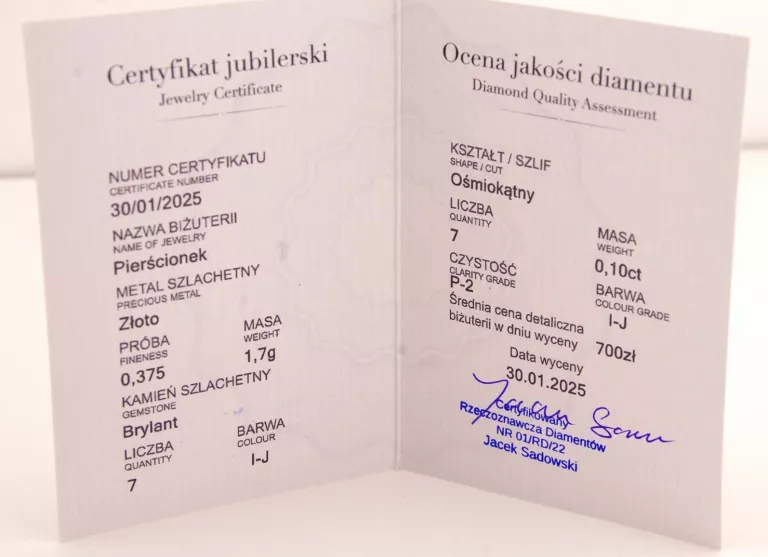 Certyfikat jubilerski
Jewelry Certificate
NUMER CERTYFIKATU
CERTIFICATE NUMBER
30/01/2025
NAZWA BIŻUTERII
NAME OF JEWELRY
Pierścionek
METAL SZLACHETNY
PRECIOUS METAL
Złoto
PRÓBA
FINENESS
0,375
MASA
WEIGHT
1,7g
KAMIEŃ SZLACHETNY
GEMSTONE
Brylant
LICZBA
QUANTITY
7
BARWA
COLOUR
I-J
Ocena jakości diamentu
Diamond Quality Assessment
KSZTAŁT / SZLIF
SHAPE / CUT
Ośmiokątny
LICZBA
QUANTITY
7
MASA
WEIGHT
0,10ct
CZYSTOŚĆ
CLARITY GRADE
P-2
BARWA
COLOUR GRADE
I-J
Średnia cena detaliczna
biżuterii w dniu wyceny 700zł
Data wyceny
30.01.2025
Certyfikowany
Rzeczoznawcza Diamentów
NR 01/RD/22
Jacek Sadowski